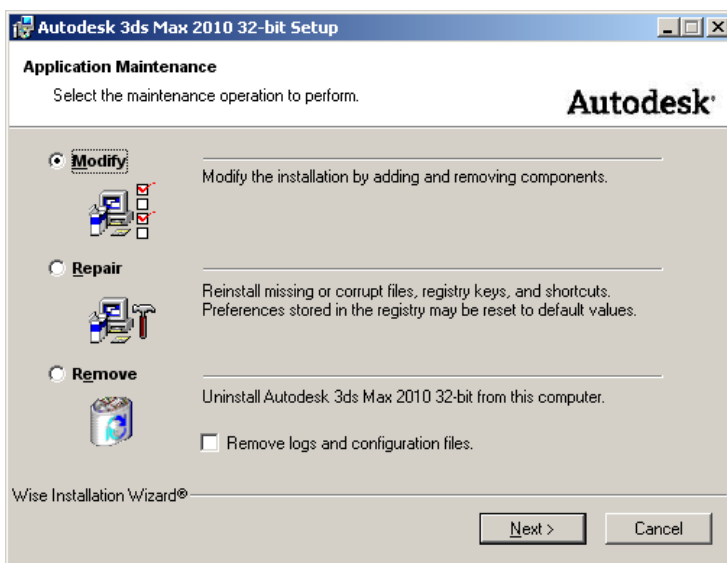 Autodesk 3ds Max 2010 32-bit Setup
Application Maintenance
Select the maintenance operation to perform.
Autodesk
Modify
Modify the installation by adding and removing components.
Repair
Reinstall missing or corrupt files, registry keys, and shortcuts.
Preferences stored in the registry may be reset to default values.
Remove
Uninstall Autodesk 3ds Max 2010 32-bit from this computer.
Remove logs and configuration files.
Wise Installation Wizard®
Next >
Cancel